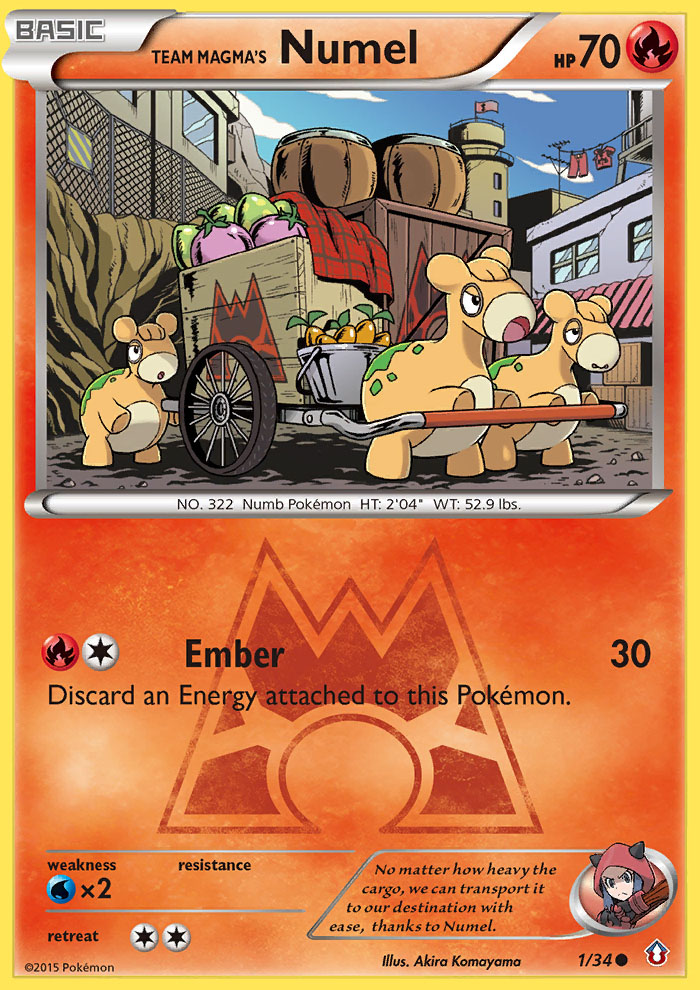 BASIC
TEAM MAGMA'S Numel HP70
NO. 322 Numb Pokémon HT: 2'04" WT: 52.9 lbs.
Ember 30
Discard an Energy attached to this Pokémon.
weakness resistance
×2
retreat
No matter how heavy the
cargo, we can transport it
to our destination with
ease, thanks to Numel.
©2015 Pokémon
Illus. Akira Komayama
1/34